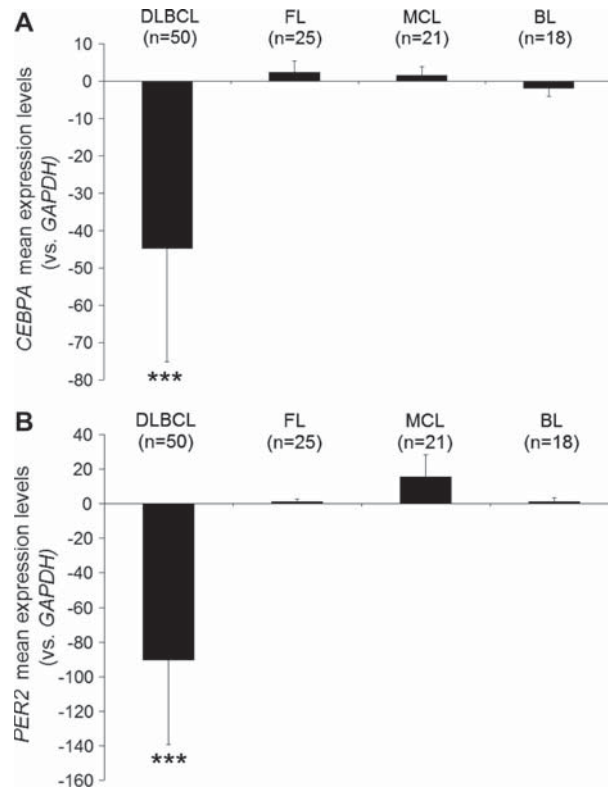 A
DLBCL FL MCL BL
(n=50) (n=25) (n=21) (n=18)
CEBPA mean expression levels
(vs. GAPDH)
10
0
-10
-20
-30
-40
-50
-60
-70
-80
***
B
DLBCL FL MCL BL
(n=50) (n=25) (n=21) (n=18)
PER2 mean expression levels
(vs. GAPDH)
40
20
0
-20
-40
-60
-80
-100
-120
-140
-160
***